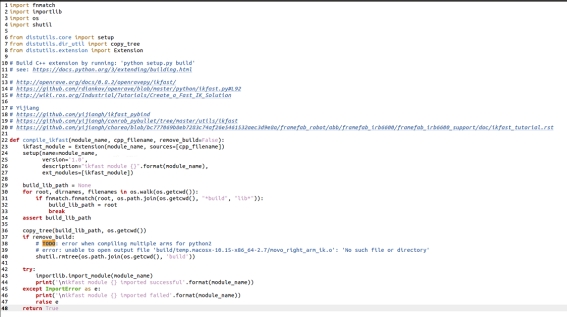 1 import fnmatch
2 import importlib
3 import os
4 import shutil
5
6 from distutils.core import setup
7 from distutils.dir_util import copy_tree
8 from distutils.extension import Extension
9
10 # Build C++ extension by running: 'python setup.py build'
11 # see: https://docs.python.org/3/extending/building.html
12
13 # http://openrave.org/docs/0.8.2/openravepy/ikfast/
14 # https://github.com/rdiankov/openrave/blob/master/python/ikfast.py#L92
15 # http://wiki.ros.org/Industrial/Tutorials/Create_a_Fast_IK_Solution
16
17 # Yijiang
18 # https://github.com/yijiangh/ikfast_pybind
19 # https://github.com/yijiangh/conrob_pybullet/tree/master/utils/ikfast
20 # framefab_robot/abb/framefab_irb6600/framefab_irb6600_support/doc/ikfast_tutorial.rst
21
22 def compile_ikfast(module_name, cpp_filename, remove_build=False):
23 ikfast_module = Extension(module_name, sources=[cpp_filename])
24 setup(name=module_name,
25 version='1.0',
26 description='ikfast module {}'.format(module_name),
27 ext_modules=[ikfast_module])
28
29 build_lib_path = None
30 for root, dirnames, filenames in os.walk(os.getcwd()):
31 if fnmatch.fnmatch(root, os.path.join(os.getcwd(), "*build", "lib*")):
32 build_lib_path = root
33 break
34 assert build_lib_path
35
36 copy_tree(build_lib_path, os.getcwd())
37 if remove_build:
38 # TODO: error when compiling multiple arms for python2
39 # error: unable to open output file 'build/temp.macosx-10.15-x86_64-2.7/movo_right_arm_ik.o': 'No such file or directory'
40 shutil.rmtree(os.path.join(os.getcwd(), 'build'))
41
42 try:
43 importlib.import_module(module_name)
44 print('\nikfast module {} imported successful'.format(module_name))
45 except ImportError as e:
46 print('\nikfast module {} imported failed'.format(module_name))
47 raise e
48 return True